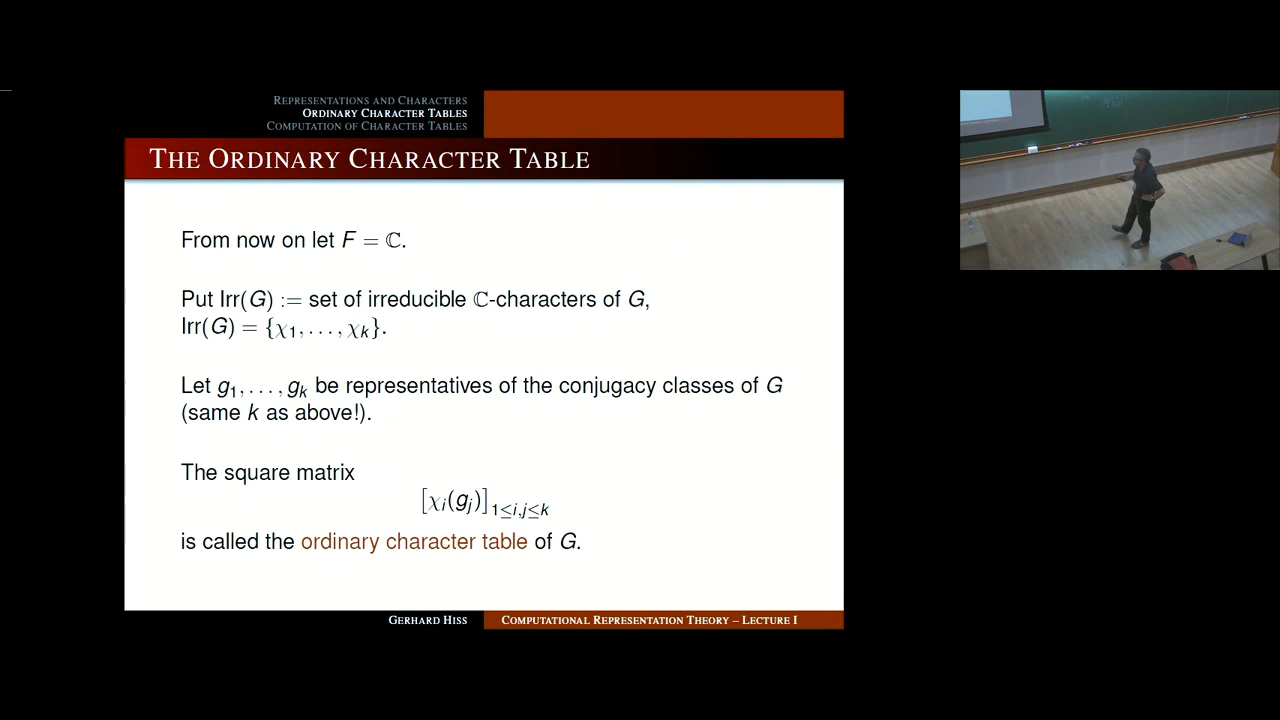 REPRESENTATIONS AND CHARACTERS
ORDINARY CHARACTER TABLES
COMPUTATION OF CHARACTER TABLES
THE ORDINARY CHARACTER TABLE
From now on let F = ℂ.
Put Irr(G) := set of irreducible ℂ-characters of G,
Irr(G) = {χ₁, . . . , χₖ}.
Let g₁, . . . , gₖ be representatives of the conjugacy classes of G
(same k as above!).
The square matrix
[χᵢ(gⱼ)]₁≤ᵢ,ⱼ≤ₖ
is called the ordinary character table of G.
GERHARD HISS
COMPUTATIONAL REPRESENTATION THEORY – LECTURE I